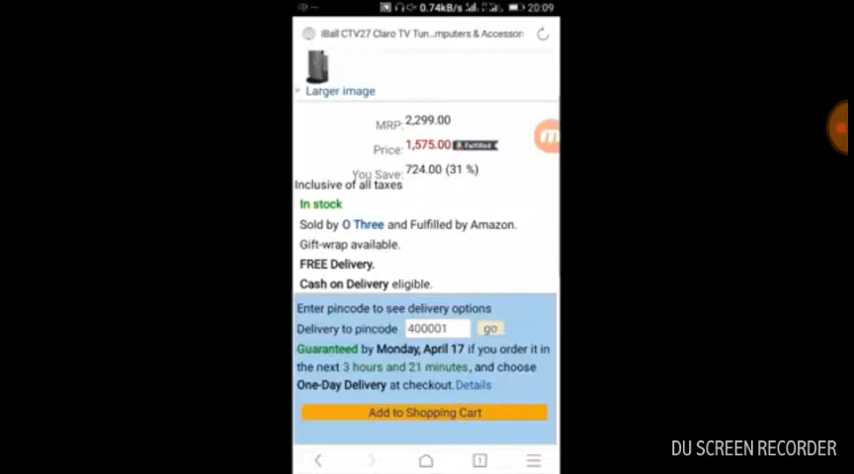 0.74kB/s 20:09
iBall CTV27 Claro TV Tun...mputers & Accessor
Larger image
MRP: 2,299.00
Price: 1,575.00 Fulfilled
You Save: 724.00 (31 %)
Inclusive of all taxes
In stock
Sold by O Three and Fulfilled by Amazon.
Gift-wrap available.
FREE Delivery.
Cash on Delivery eligible.
Enter pincode to see delivery options
Delivery to pincode 400001 go
Guaranteed by Monday, April 17 if you order it in
the next 3 hours and 21 minutes, and choose
One-Day Delivery at checkout. Details
Add to Shopping Cart
1
DU SCREEN RECORDER